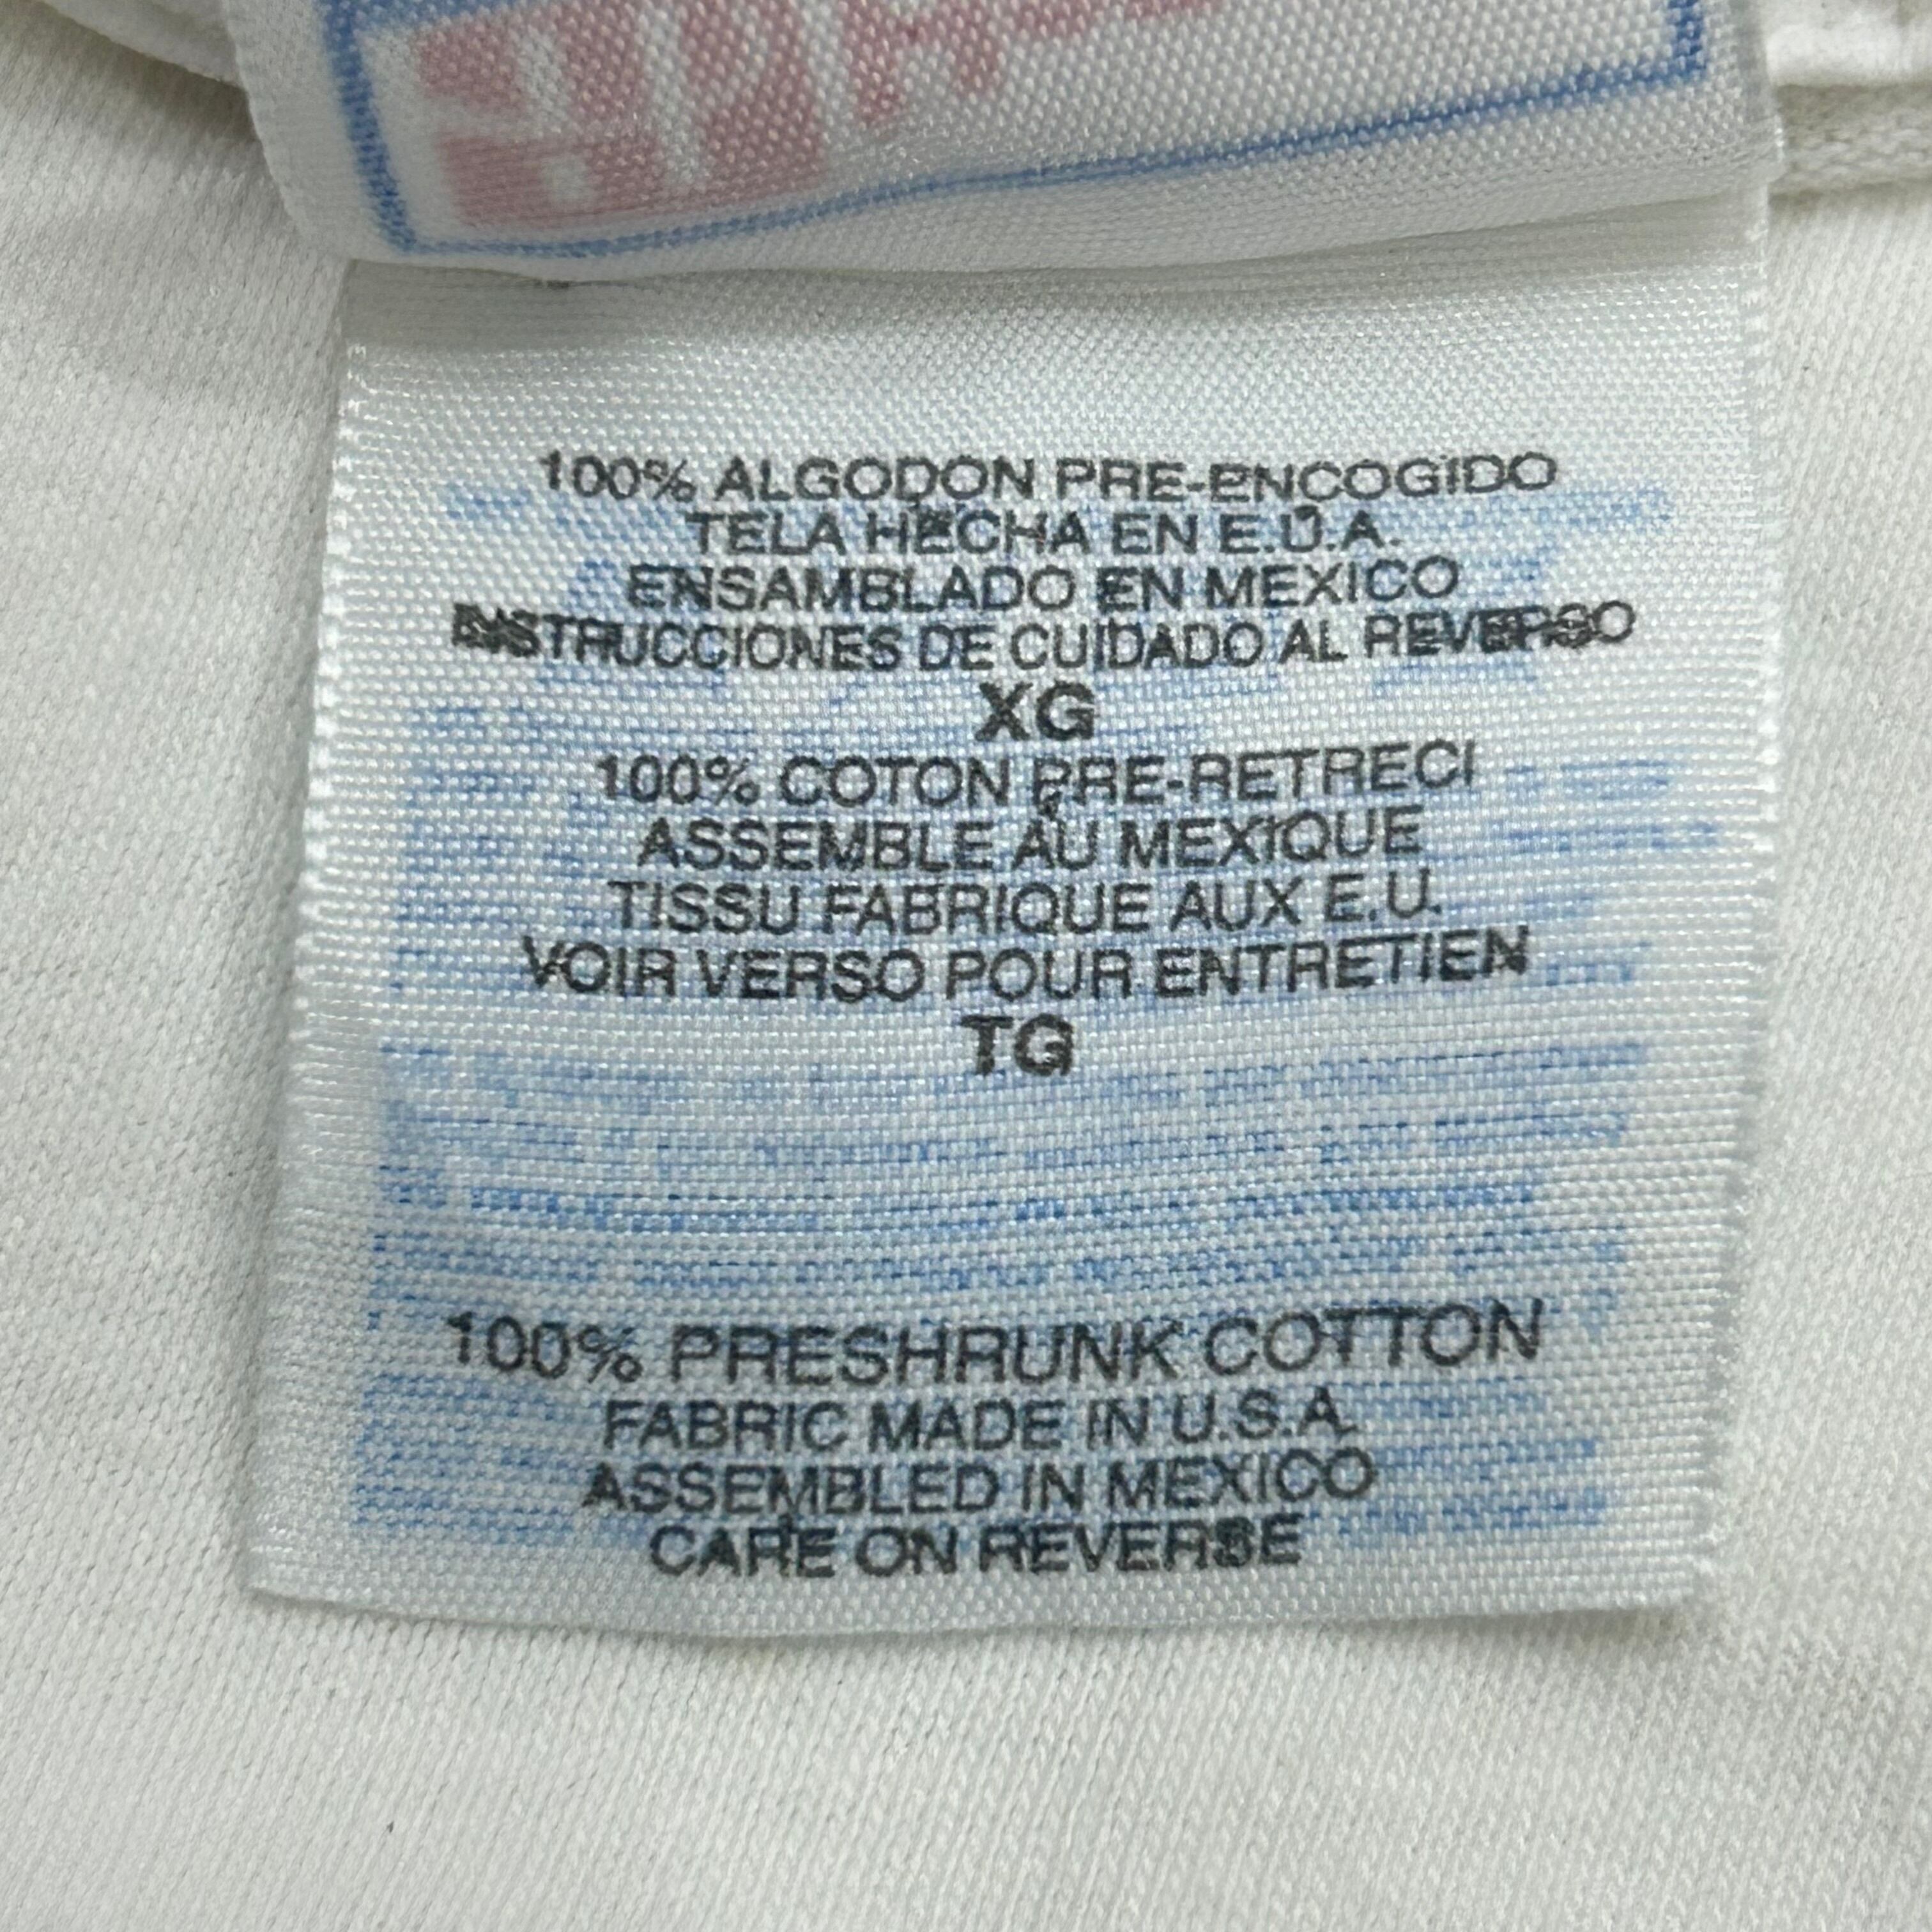 100% ALGODON PRE-ENCOGIDO
TELA HECHA EN E.U.A.
ENSAMBLADO EN MEXICO
INSTRUCCIONES DE CUIDADO AL REVERSO
XG
100% COTON PRE-RETRECI
ASSEMBLE AU MEXIQUE
TISSU FABRIQUE AUX E.U.
VOIR VERSO POUR ENTRETIEN
TG
100% PRESHRUNK COTTON
FABRIC MADE IN U.S.A.
ASSEMBLED IN MEXICO
CARE ON REVERSE